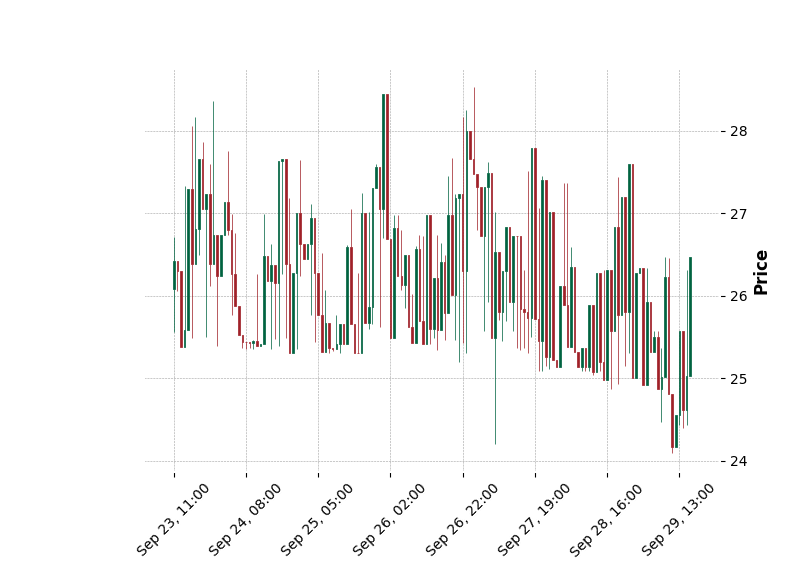 28
27
26
25
24
Price
Sep 23, 11:00
Sep 24, 08:00
Sep 25, 05:00
Sep 26, 02:00
Sep 26, 22:00
Sep 27, 19:00
Sep 28, 16:00
Sep 29, 13:00